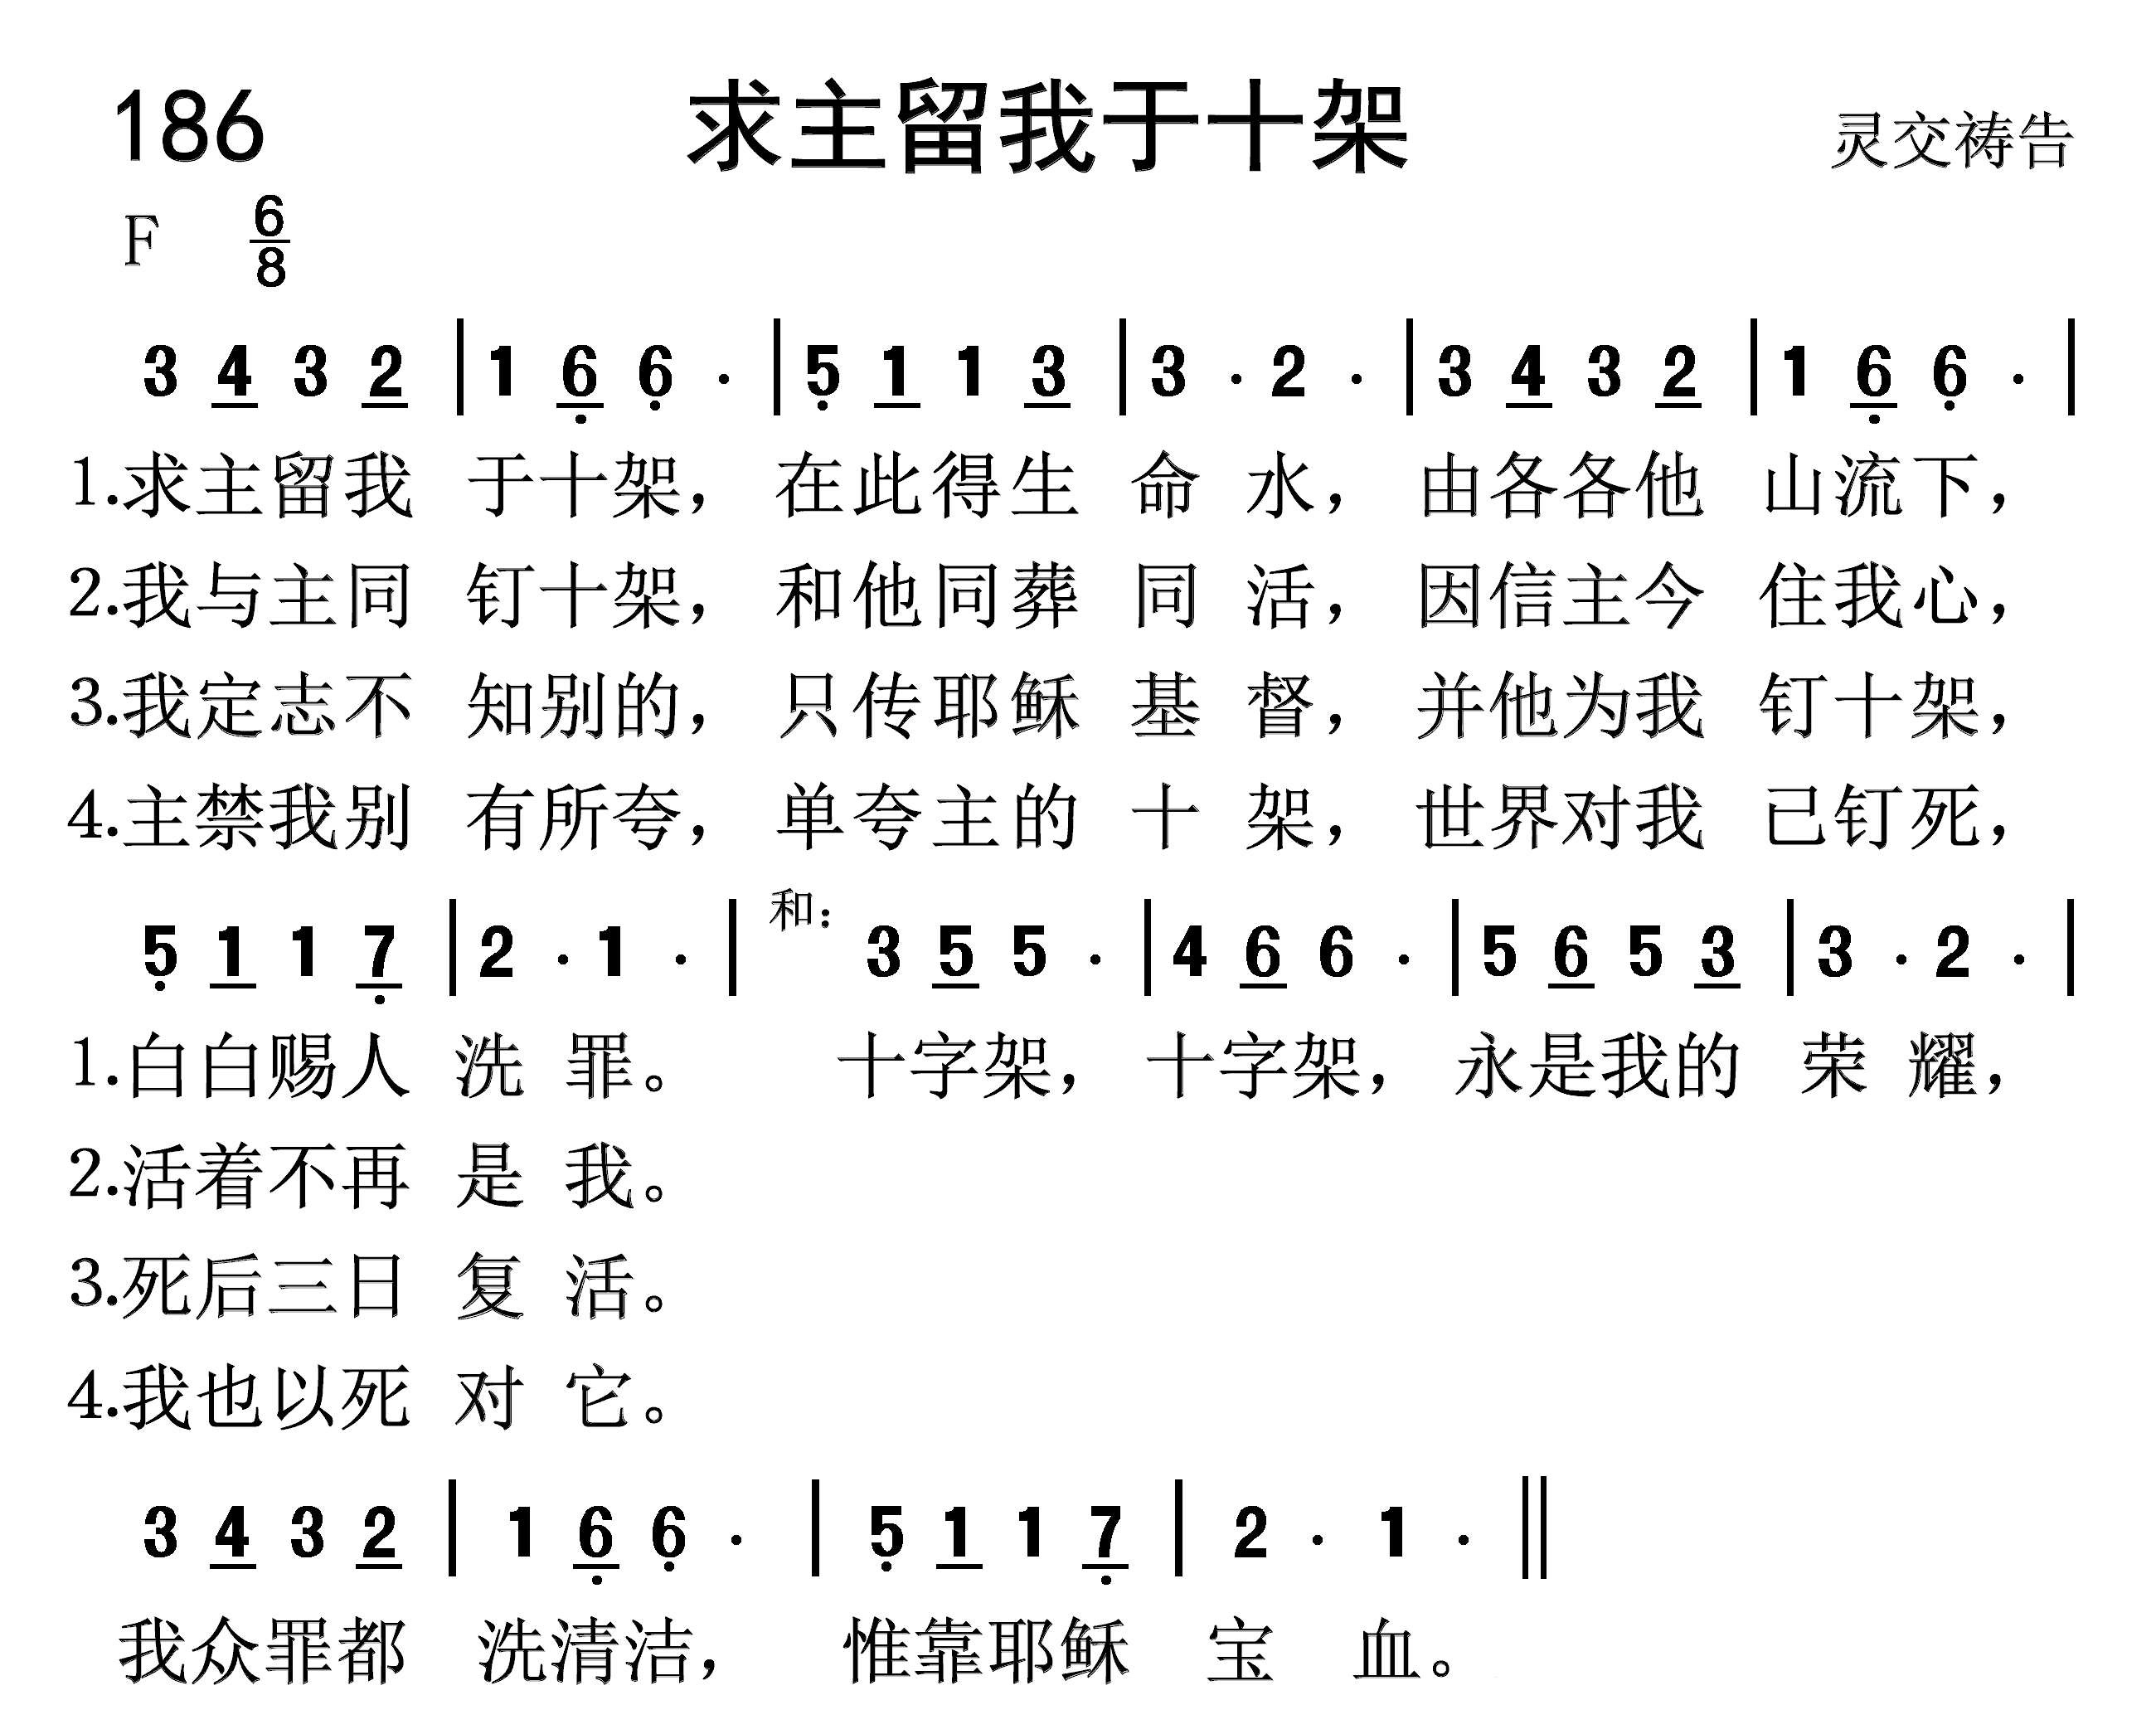 186 求主留我于十架 灵交祷告
F 6/8
3 4 3 2 | 1 6 6 · | 5 1 1 3 | 3 · 2 · | 3 4 3 2 | 1 6 6 · |
1.求主留我 于十架， 在此得生 命 水， 由各各他 山流下，
2.我与主同 钉十架， 和他同葬 同 活， 因信主今 住我心，
3.我定志不 知别的， 只传耶稣 基 督， 并他为我 钉十架，
4.主禁我别 有所夸， 单夸主的 十 架， 世界对我 已钉死，
5 1 1 7 | 2 · 1 · | 和： 3 5 5 · | 4 6 6 · | 5 6 5 3 | 3 · 2 · |
1.白白赐人 洗 罪。 十字架， 十字架， 永是我的 荣 耀，
2.活着不再 是 我。
3.死后三日 复 活。
4.我也以死 对 它。
3 4 3 2 | 1 6 6 · | 5 1 1 7 | 2 · 1 · ‖
我众罪都 洗清洁， 惟靠耶稣 宝 血。